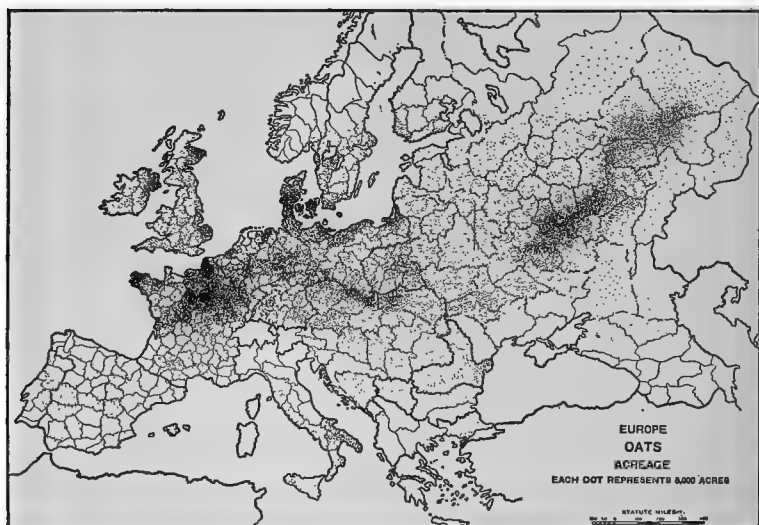 EUROPE
OATS
ACREAGE
EACH DOT REPRESENTS 5,000 ACRES
STATUTE MILES